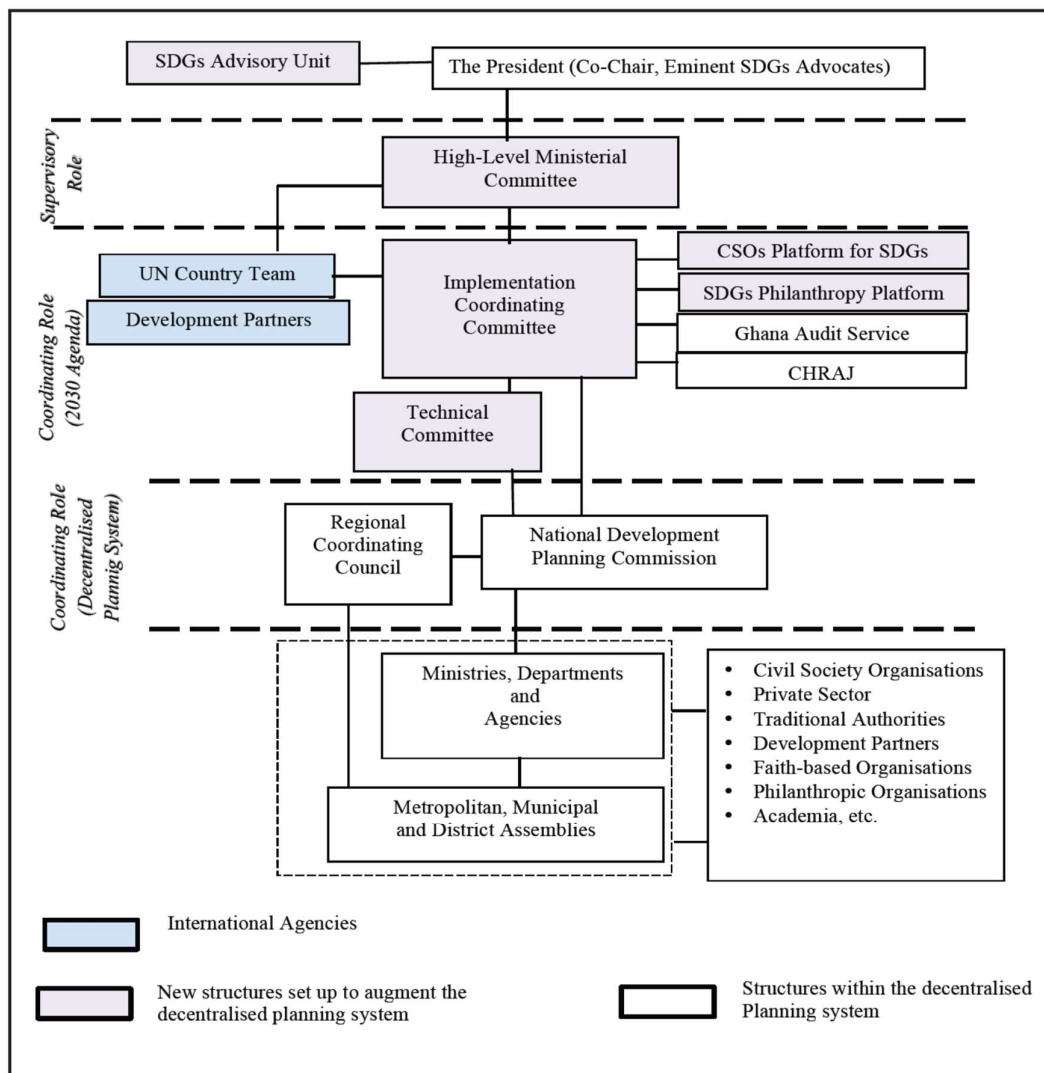 SDGs Advisory Unit
The President (Co-Chair, Eminent SDGs Advocates)
Supervisory
Role
High-Level Ministerial
Committee
Coordinating Role
(2030 Agenda)
UN Country Team
Development Partners
Implementation
Coordinating
Committee
CSOs Platform for SDGs
SDGs Philanthropy Platform
Ghana Audit Service
CHRAJ
Technical
Committee
Coordinating Role
(Decentralised
Plannig System)
Regional
Coordinating
Council
National Development
Planning Commission
Ministries, Departments
and
Agencies
Metropolitan, Municipal
and District Assemblies
• Civil Society Organisations
• Private Sector
• Traditional Authorities
• Development Partners
• Faith-based Organisations
• Philanthropic Organisations
• Academia, etc.
International Agencies
New structures set up to augment the
decentralised planning system
Structures within the decentralised
Planning system